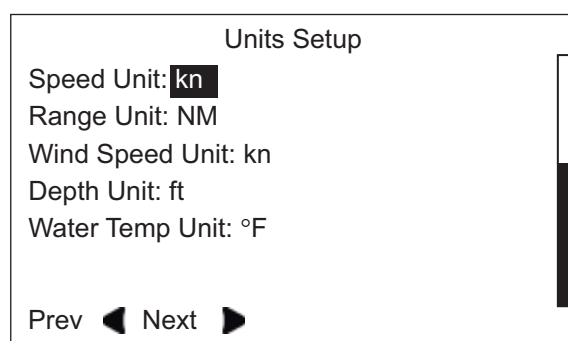 Units Setup
Speed Unit: kn
Range Unit: NM
Wind Speed Unit: kn
Depth Unit: ft
Water Temp Unit: °F
Prev ◀ Next ▶